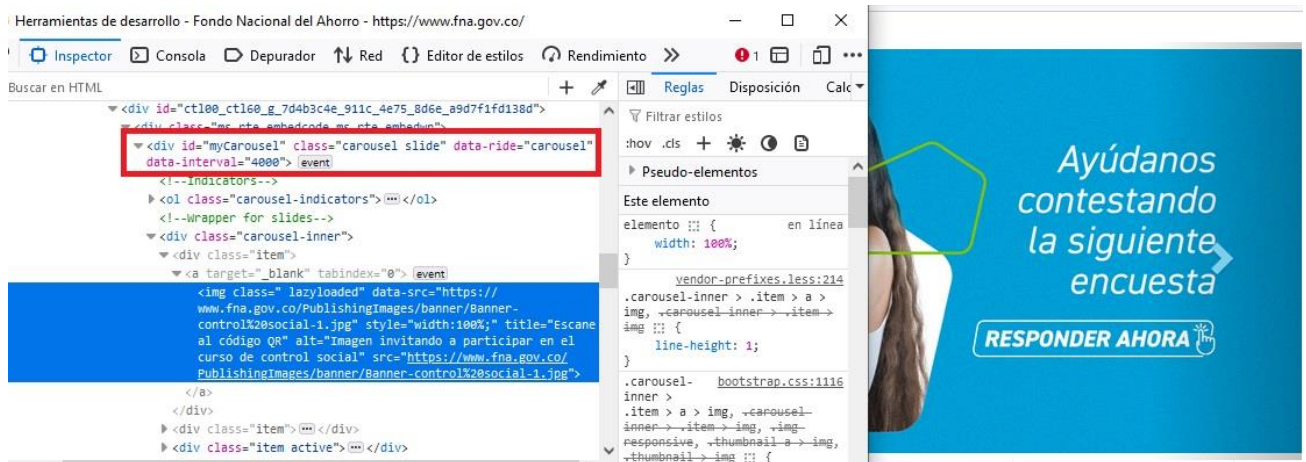 Herramientas de desarrollo - Fondo Nacional del Ahorro - https://www.fna.gov.co/
Inspector Consola Depurador Red {} Editor de estilos Rendimiento 1
Buscar en HTML
<div id="ctl00_ctl60_g_7d4b3c4e_911c_4e75_8d6e_a9d7f1fd138d">
<div class="ms-rte-embedcode ms-rte-embedwp">
<div id="myCarousel" class="carousel slide" data-ride="carousel"
data-interval="4000"> event
<!--Indicators-->
<ol class="carousel-indicators"></ol>
<!--Wrapper for slides-->
<div class="carousel-inner">
<div class="item">
<a target="_blank" tabindex="0"> event
<img class=" lazyloaded" data-src="https://
www.fna.gov.co/PublishingImages/banner/Banner-
control%20social-1.jpg" style="width:100%;" title="Escane
al código QR" alt="Imagen invitando a participar en el
curso de control social" src="https://www.fna.gov.co/
PublishingImages/banner/Banner-control%20social-1.jpg">
</a>
</div>
<div class="item"></div>
<div class="item active"></div>
Reglas Disposición Calc
Filtrar estilos
:hov .cls +
Pseudo-elementos
Este elemento
elemento { en línea
width: 100%;
}
vendor-prefixes.less:214
.carousel-inner > .item > a >
img, .carousel-inner > .item >
img {
line-height: 1;
}
.carousel- bootstrap.css:1116
inner >
.item > a > img, .carousel-
inner > .item > img, .img-
responsive, .thumbnail a > img,
.thumbnail > img {
Ayúdanos
contestando
la siguiente
encuesta
RESPONDER AHORA